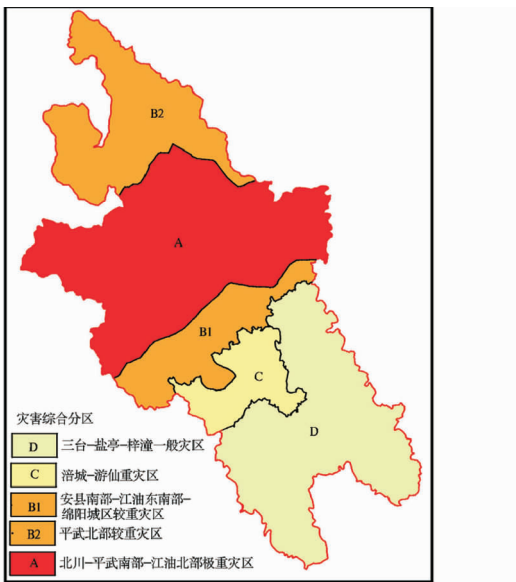 B2
A
B1
C
D
灾害综合分区
D 三台–盐亭–梓潼一般灾区
C 涪城–游仙重灾区
B1 安县南部–江油东南部–
绵阳城区较重灾区
B2 平武北部较重灾区
A 北川–平武南部–江油北部极重灾区